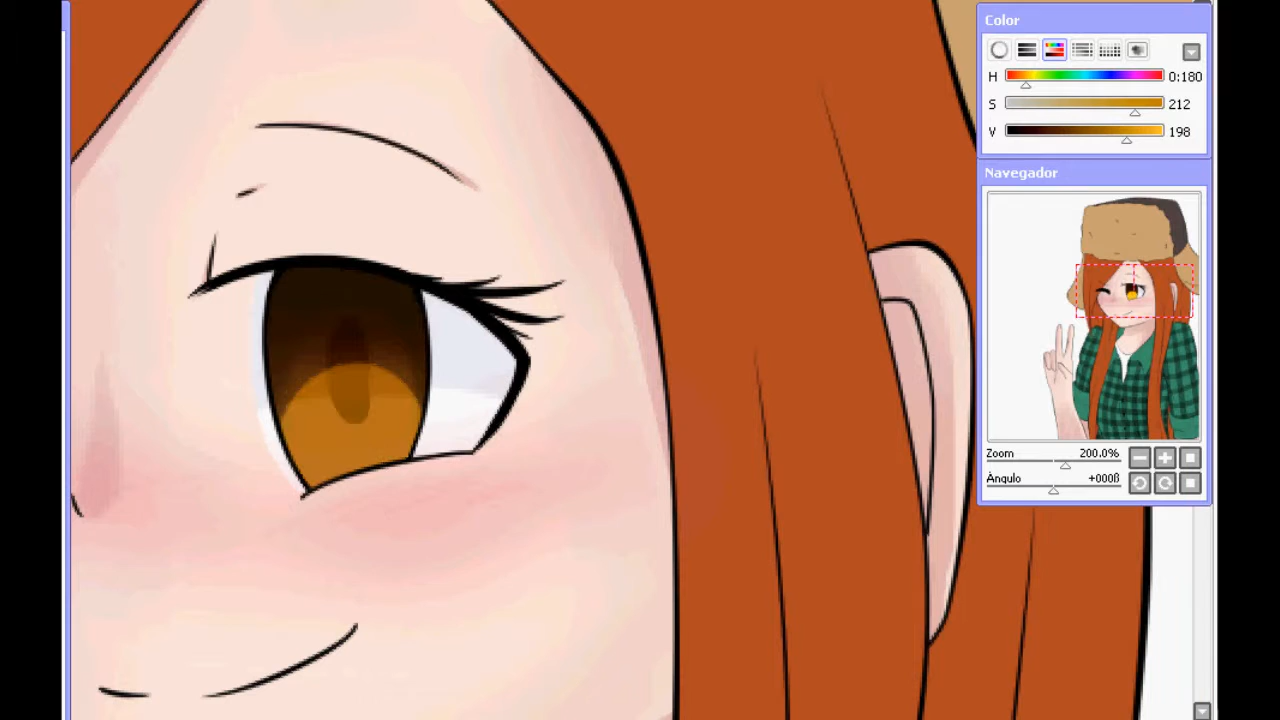 Color
H 0:180
S 212
V 198
Navegador
Zoom 200.0%
Ángulo +000ß